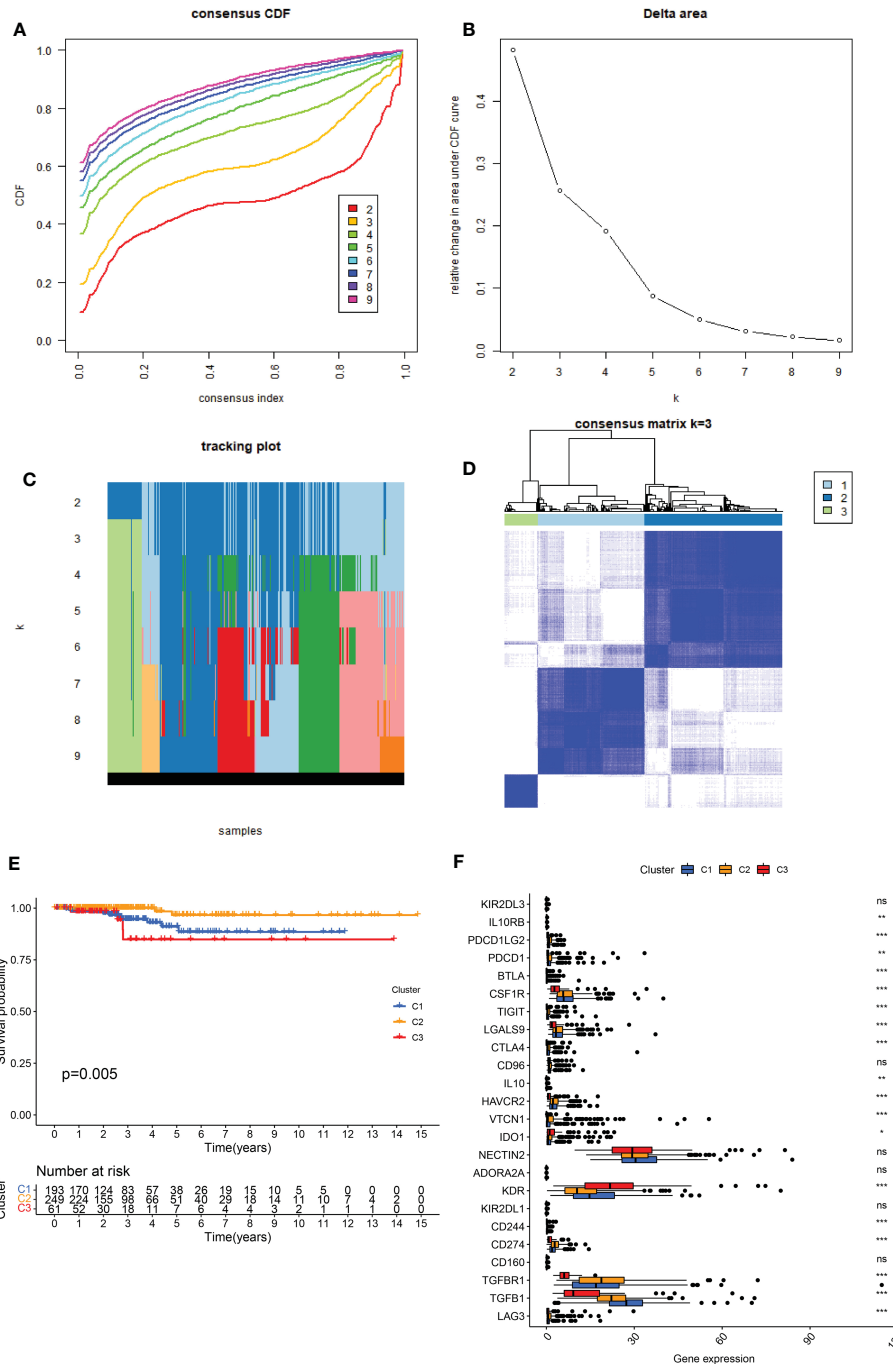 consensus CDF
A
CDF
0.0
0.2
0.4
0.6
0.8
1.0
0.0
0.2
0.4
0.6
0.8
1.0
consensus index
2
3
4
5
6
7
8
9
Delta area
B
relative change in area under CDF curve
0.0
0.1
0.2
0.3
0.4
2
3
4
5
6
7
8
9
k
tracking plot
C
k
2
3
4
5
6
7
8
9
samples
consensus matrix k=3
D
1
2
3
E
Survival probability
1.00
0.75
0.50
0.25
0.00
p=0.005
Cluster
C1
C2
C3
0 1 2 3 4 5 6 7 8 9 10 11 12 13 14 15
Time(years)
Number at risk
Cluster
C1 193 170 124 83 57 38 26 19 15 10 5 5 0 0 0 0
C2 249 224 155 98 66 51 40 29 18 14 11 10 7 4 2 0
C3 61 52 30 18 11 7 6 4 4 3 2 1 1 1 0 0
0 1 2 3 4 5 6 7 8 9 10 11 12 13 14 15
Time(years)
F
Cluster C1 C2 C3
KIR2DL3 ns
IL10RB **
PDCD1LG2 ***
PDCD1 **
BTLA ***
CSF1R ***
TIGIT ***
LGALS9 ***
CTLA4 ***
CD96 ns
IL10 **
HAVCR2 ***
VTCN1 ***
IDO1 *
NECTIN2 ns
ADORA2A ns
KDR ***
KIR2DL1 ns
CD244 ***
CD274 ***
CD160 ns
TGFBR1 ***
TGFB1 ***
LAG3 ***
0
30
60
90
Gene expression